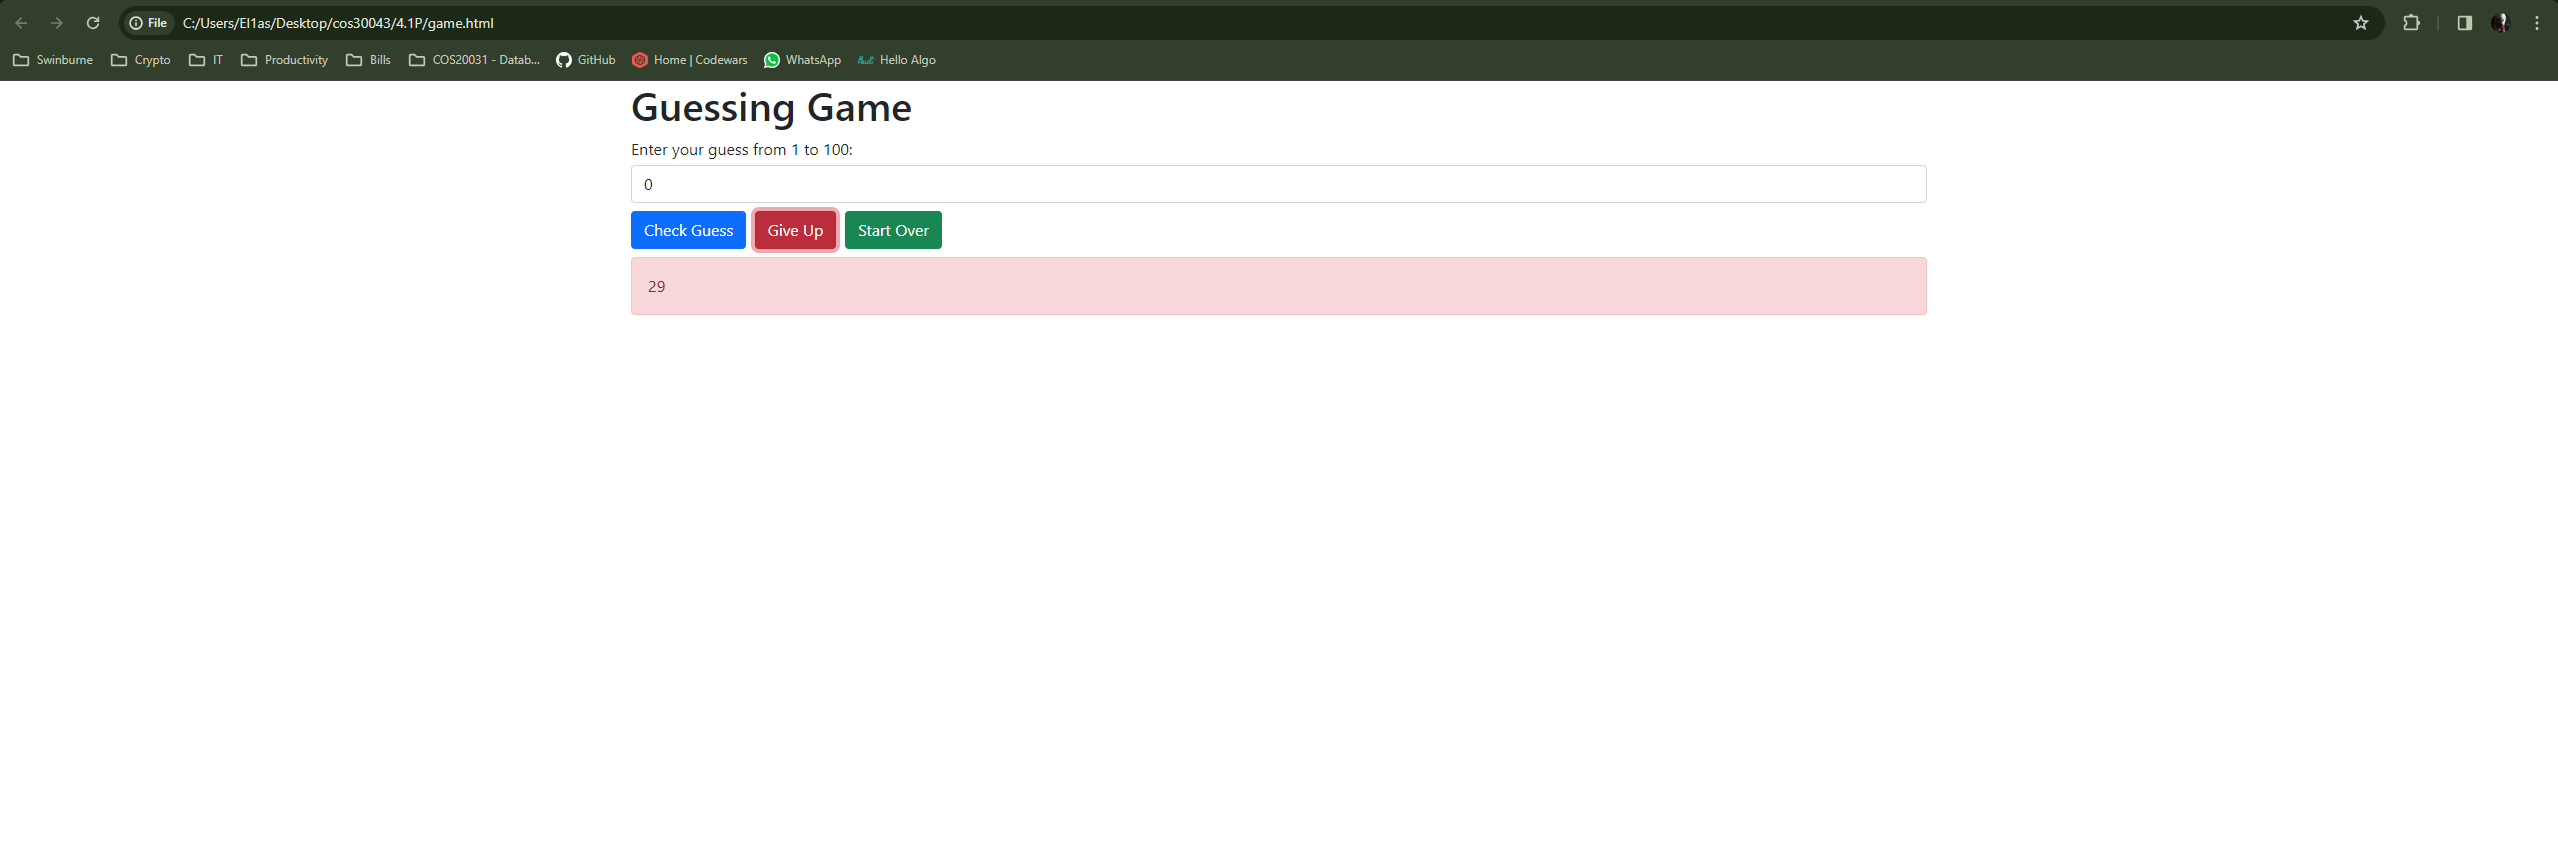 File C:/Users/El1as/Desktop/cos30043/4.1P/game.html
Swinburne Crypto IT Productivity Bills COS20031 - Datab... GitHub Home | Codewars WhatsApp Hello Algo
Guessing Game
Enter your guess from 1 to 100:
0
Check Guess Give Up Start Over
29